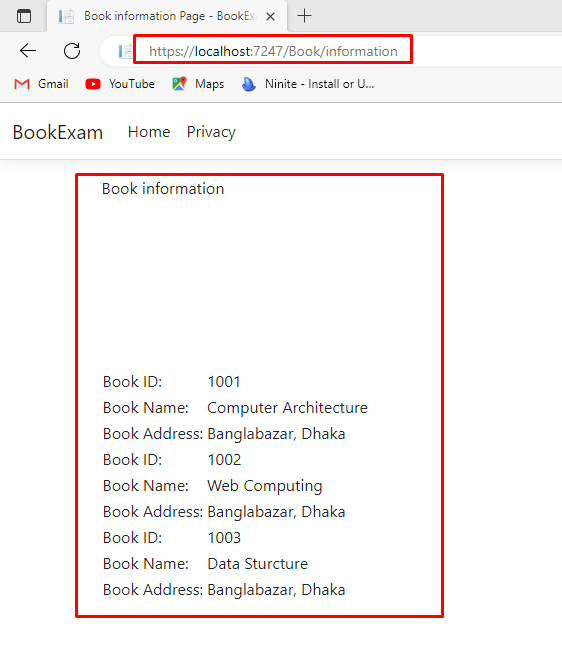 Book information Page - BookEx
https://localhost:7247/Book/information
Gmail YouTube Maps Ninite - Install or U...
BookExam Home Privacy
Book information
Book ID: 1001
Book Name: Computer Architecture
Book Address: Banglabazar, Dhaka
Book ID: 1002
Book Name: Web Computing
Book Address: Banglabazar, Dhaka
Book ID: 1003
Book Name: Data Sturcture
Book Address: Banglabazar, Dhaka